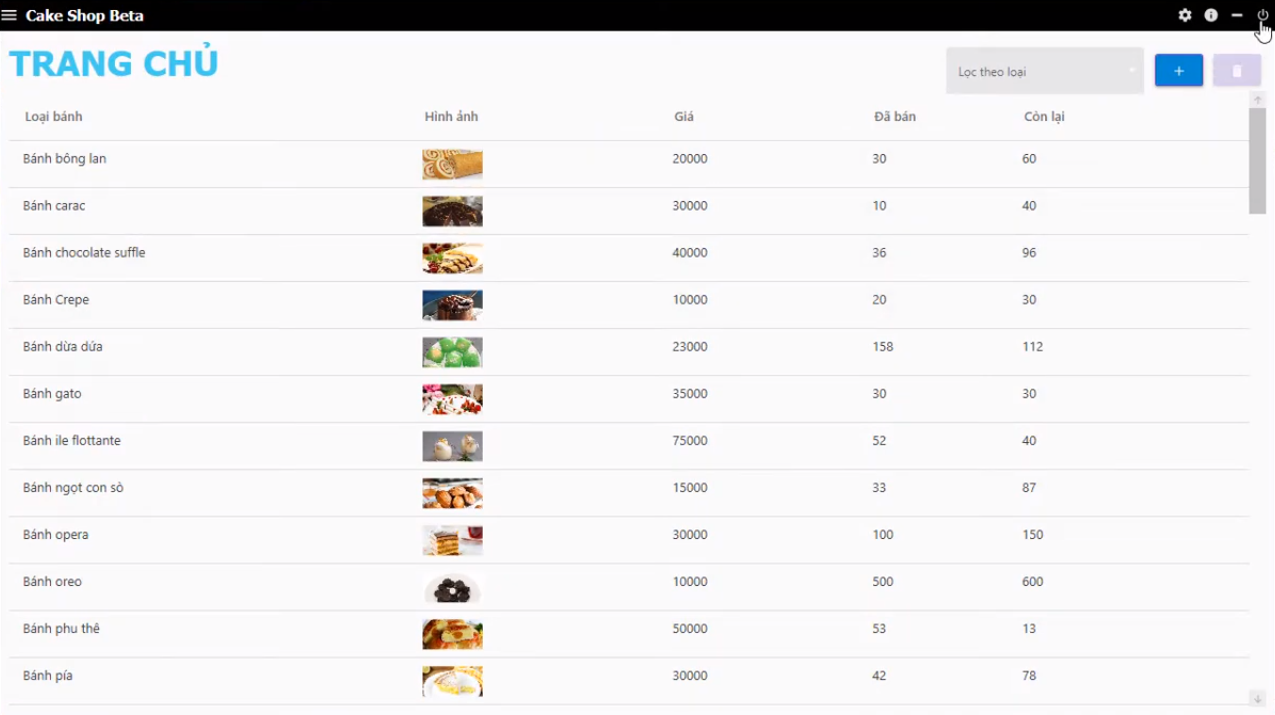 Cake Shop Beta
TRANG CHỦ
Lọc theo loại
Loại bánh Hình ảnh Giá Đã bán Còn lại
Bánh bông lan 20000 30 60
Bánh carac 30000 10 40
Bánh chocolate suffle 40000 36 96
Bánh Crepe 10000 20 30
Bánh dừa dứa 23000 158 112
Bánh gato 35000 30 30
Bánh ile flottante 75000 52 40
Bánh ngọt con sò 15000 33 87
Bánh opera 30000 100 150
Bánh oreo 10000 500 600
Bánh phu thê 50000 53 13
Bánh pía 30000 42 78